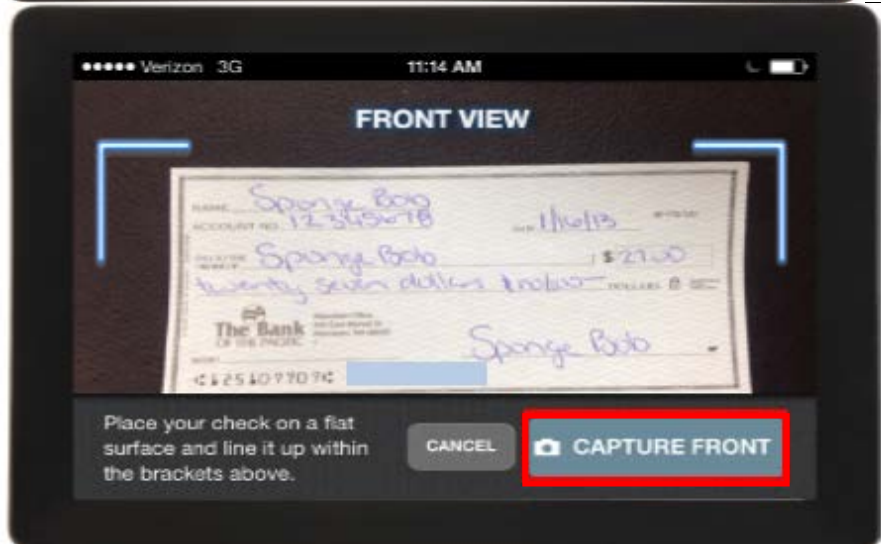 Verizon 3G 11:14 AM
FRONT VIEW
NAME Sponge Bob
ACCOUNT NO. 12345678 DATE 1/16/13
Sponge Bob $ 27.00
twenty seven dollars & no/100 DOLLARS
The Bank
OF THE PACIFIC
Sponge Bob
⑆125107707⑆
Place your check on a flat
surface and line it up within
the brackets above.
CANCEL
CAPTURE FRONT